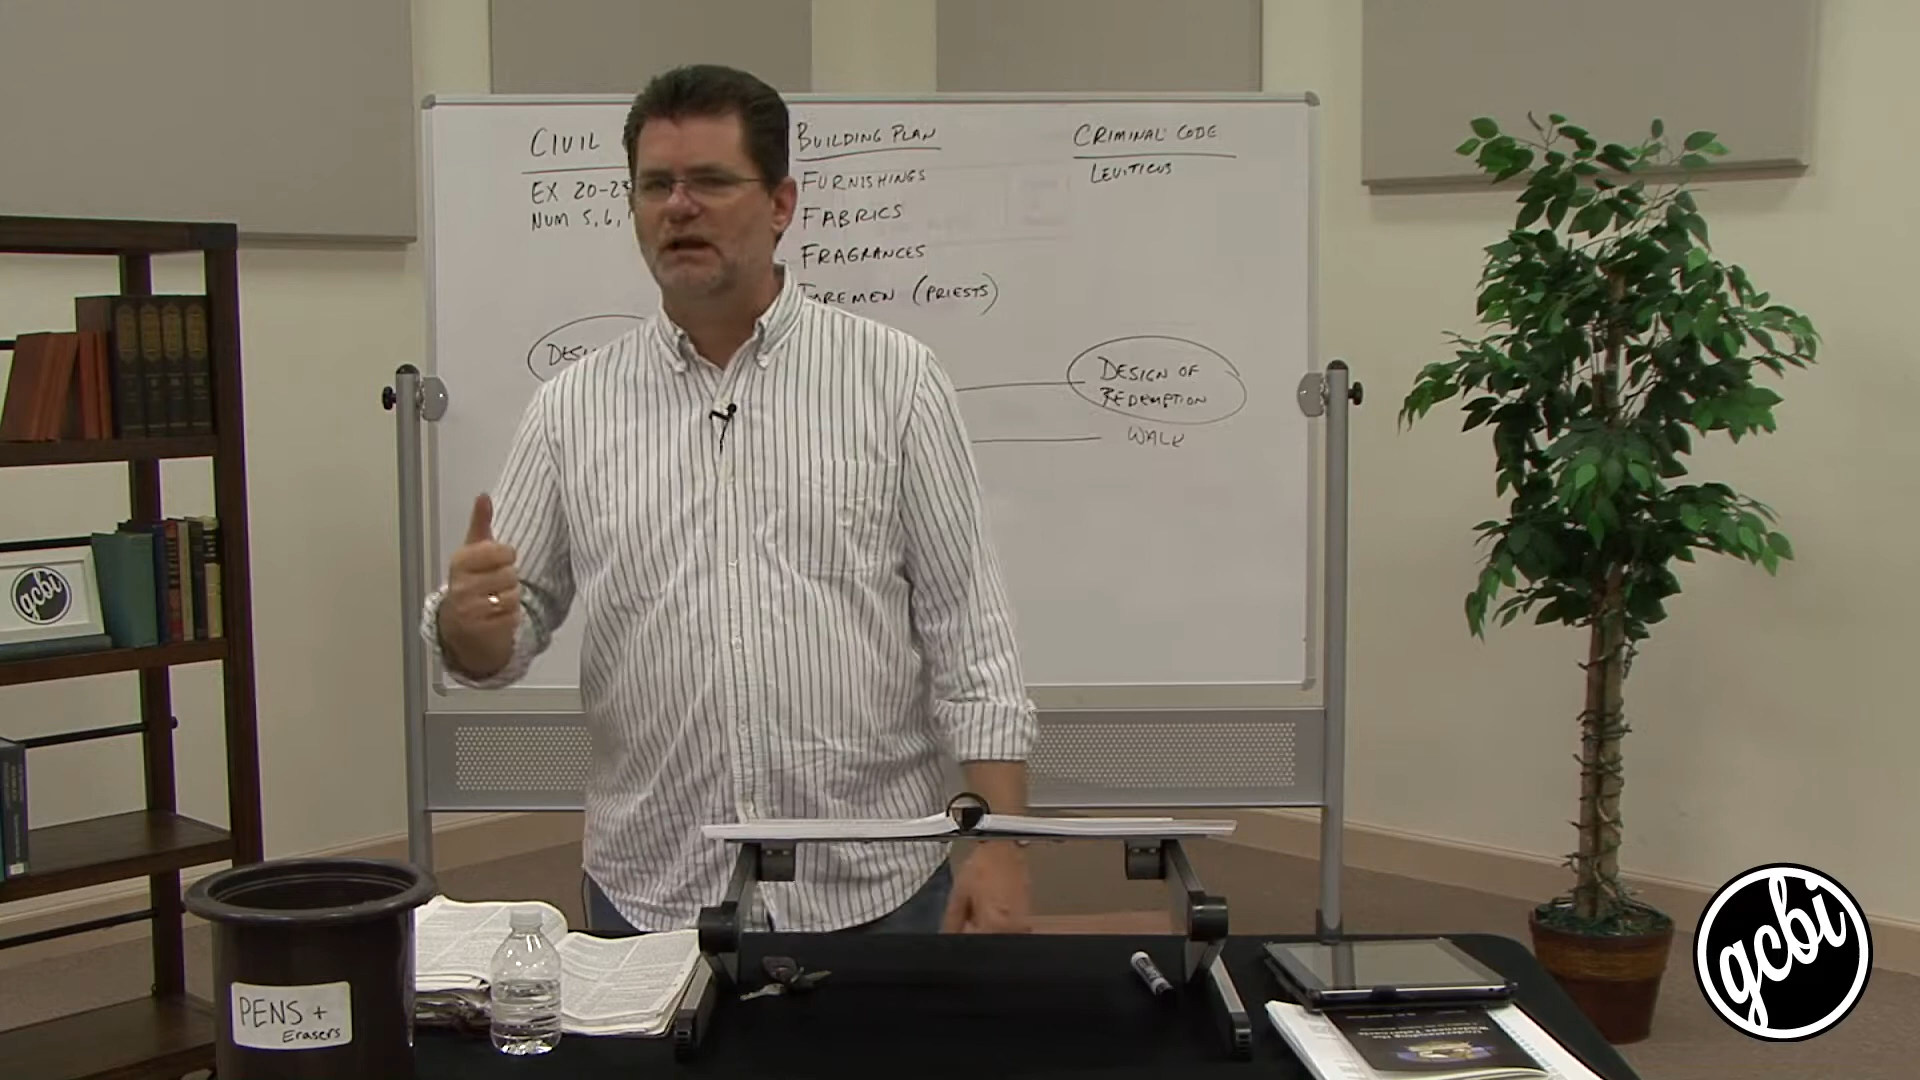 CIVIL
EX 20-23
NUM 5, 6,
BUILDING PLAN
FURNISHINGS
FABRICS
FRAGRANCES
FOREMEN (PRIESTS)
CRIMINAL CODE
LEVITICUS
DESIGN OF
REDEMPTION
WALK
gcbi
PENS +
Erasers
gcbi